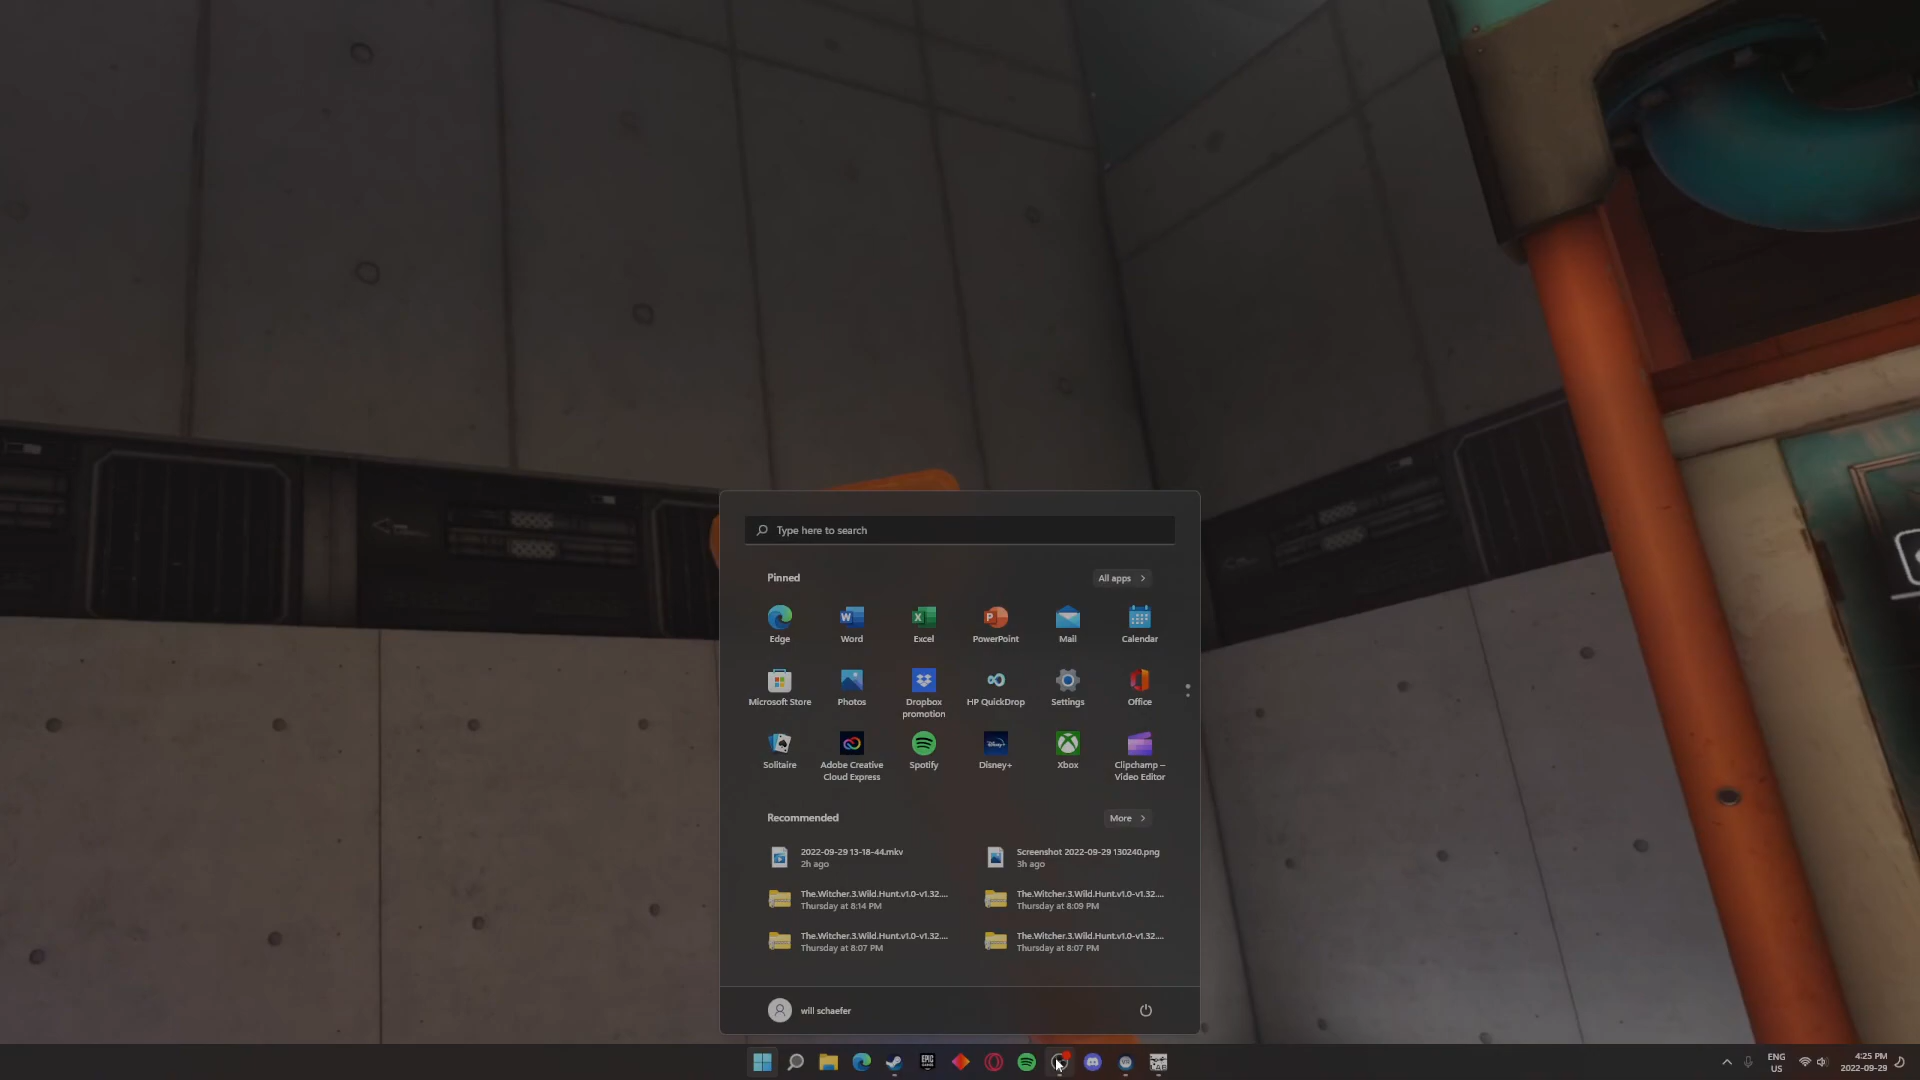 Type here to search
Pinned
All apps
Edge
Word
Excel
PowerPoint
Mail
Calendar
Microsoft Store
Photos
Dropbox
promotion
HP QuickDrop
Settings
Office
Solitaire
Adobe Creative
Cloud Express
Spotify
Disney+
Xbox
Clipchamp –
Video Editor
Recommended
More
2022-09-29 13-18-44.mkv
2h ago
Screenshot 2022-09-29 130240.png
3h ago
The.Witcher.3.Wild.Hunt.v1.0-v1.32....
Thursday at 8:14 PM
The.Witcher.3.Wild.Hunt.v1.0-v1.32....
Thursday at 8:09 PM
The.Witcher.3.Wild.Hunt.v1.0-v1.32....
Thursday at 8:07 PM
The.Witcher.3.Wild.Hunt.v1.0-v1.32....
Thursday at 8:07 PM
will schaefer
EPIC
ENG
US
4:25 PM
2022-09-29